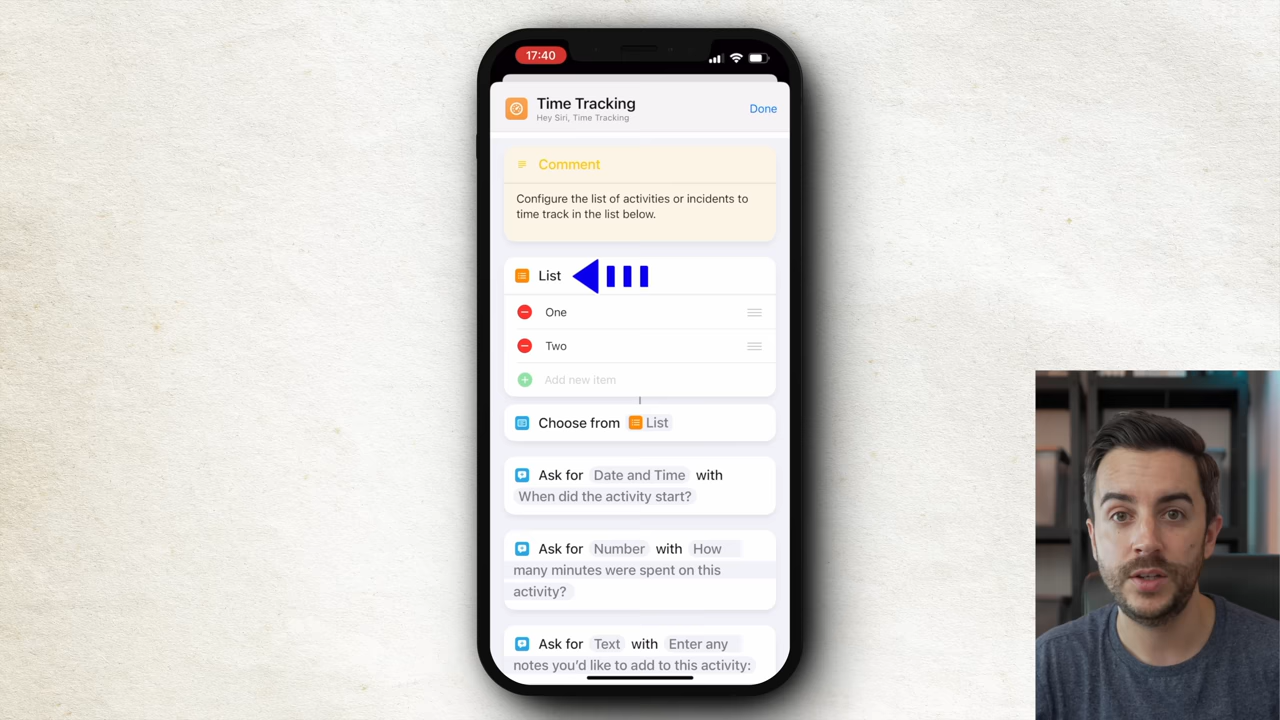 17:40
Time Tracking
Hey Siri, Time Tracking
Done
Comment
Configure the list of activities or incidents to
time track in the list below.
List
One
Two
Add new item
Choose from List
Ask for Date and Time with
When did the activity start?
Ask for Number with How
many minutes were spent on this
activity?
Ask for Text with Enter any
notes you'd like to add to this activity: